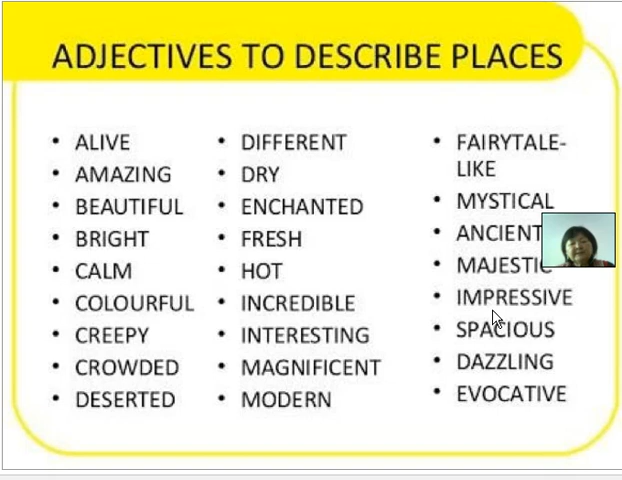 ADJECTIVES TO DESCRIBE PLACES
• ALIVE
• AMAZING
• BEAUTIFUL
• BRIGHT
• CALM
• COLOURFUL
• CREEPY
• CROWDED
• DESERTED
• DIFFERENT
• DRY
• ENCHANTED
• FRESH
• HOT
• INCREDIBLE
• INTERESTING
• MAGNIFICENT
• MODERN
• FAIRYTALE-
LIKE
• MYSTICAL
• ANCIENT
• MAJESTIC
• IMPRESSIVE
• SPACIOUS
• DAZZLING
• EVOCATIVE